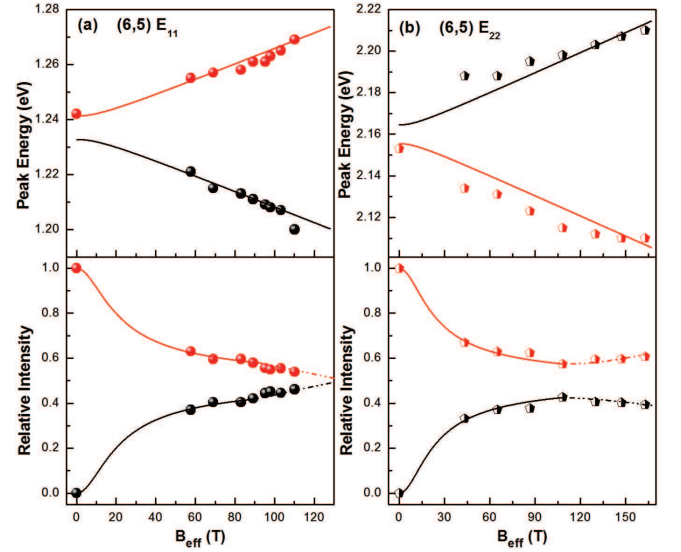 (a) (6,5) E11
Peak Energy (eV)
1.28
1.26
1.24
1.22
1.20
(b) (6,5) E22
Peak Energy (eV)
2.20
2.18
2.16
2.14
2.12
Relative Intensity
1.0
0.8
0.6
0.4
0.2
0.0
0 20 40 60 80 100 120
Beff (T)
Relative Intensity
1.0
0.8
0.6
0.4
0.2
0.0
0 30 60 90 120 150
Beff (T)